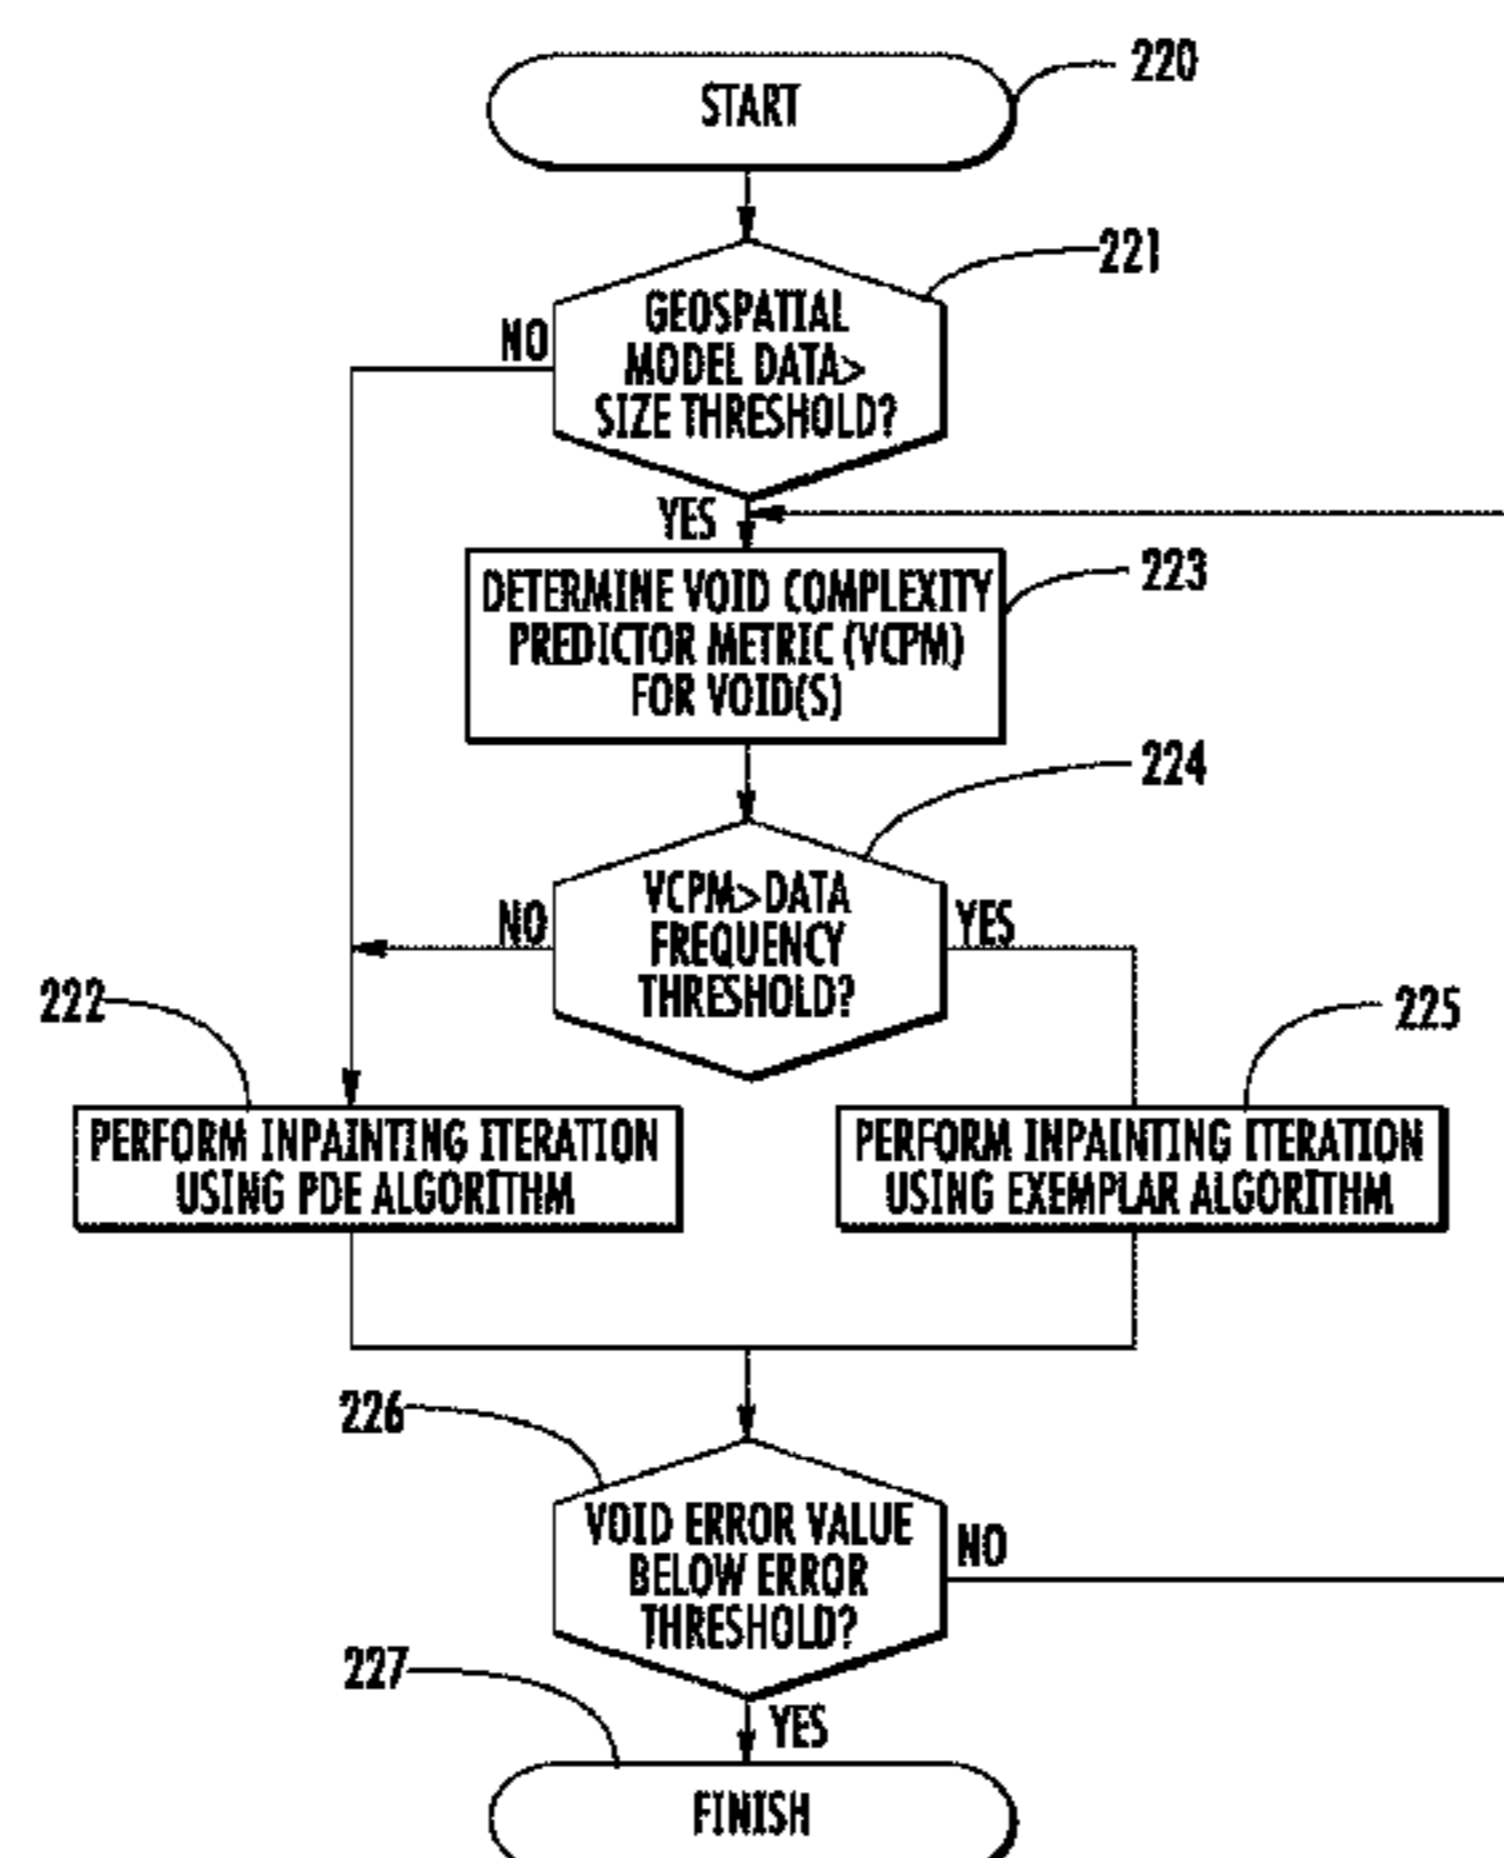 START
220
221
GEOSPATIAL
MODEL DATA>
SIZE THRESHOLD?
NO
YES
DETERMINE VOID COMPLEXITY
PREDICTOR METRIC (VCPM)
FOR VOID(S)
223
224
VCPM>DATA
FREQUENCY
THRESHOLD?
NO
YES
222
225
PERFORM INPAINTING ITERATION
USING PDE ALGORITHM
PERFORM INPAINTING ITERATION
USING EXEMPLAR ALGORITHM
226
VOID ERROR VALUE
BELOW ERROR
THRESHOLD?
NO
227
YES
FINISH